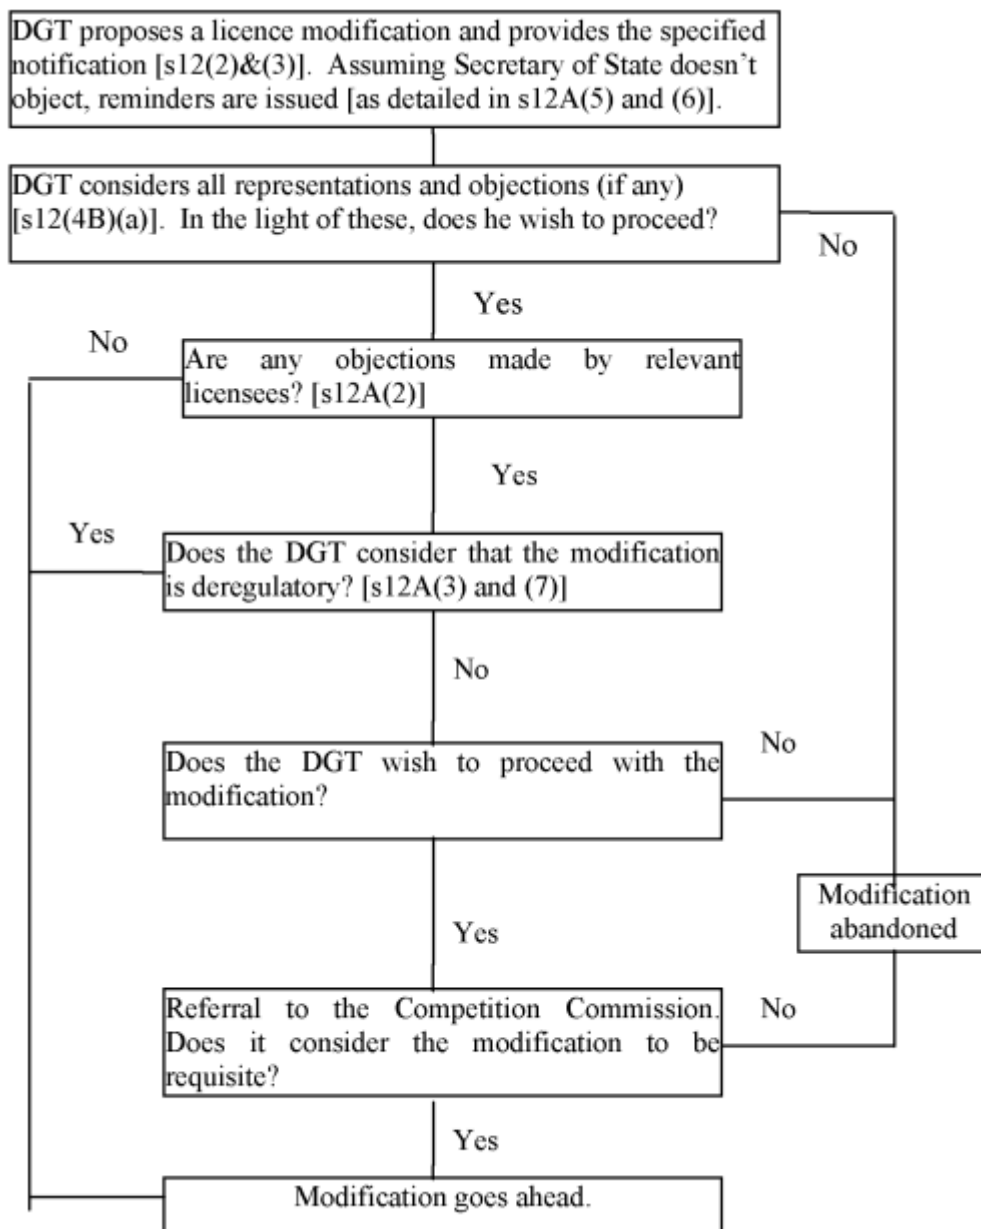 DGT proposes a licence modification and provides the specified
notification [s12(2)&(3)].  Assuming Secretary of State doesn't
object, reminders are issued [as detailed in s12A(5) and (6)].
DGT considers all representations and objections (if any)
[s12(4B)(a)].  In the light of these, does he wish to proceed?
No
Yes
No
Are any objections made by relevant
licensees? [s12A(2)]
Yes
Yes
Does the DGT consider that the modification
is deregulatory? [s12A(3) and (7)]
No
No
Does the DGT wish to proceed with the
modification?
Modification
abandoned
Yes
Referral to the Competition Commission.
Does it consider the modification to be
requisite?
No
Yes
Modification goes ahead.